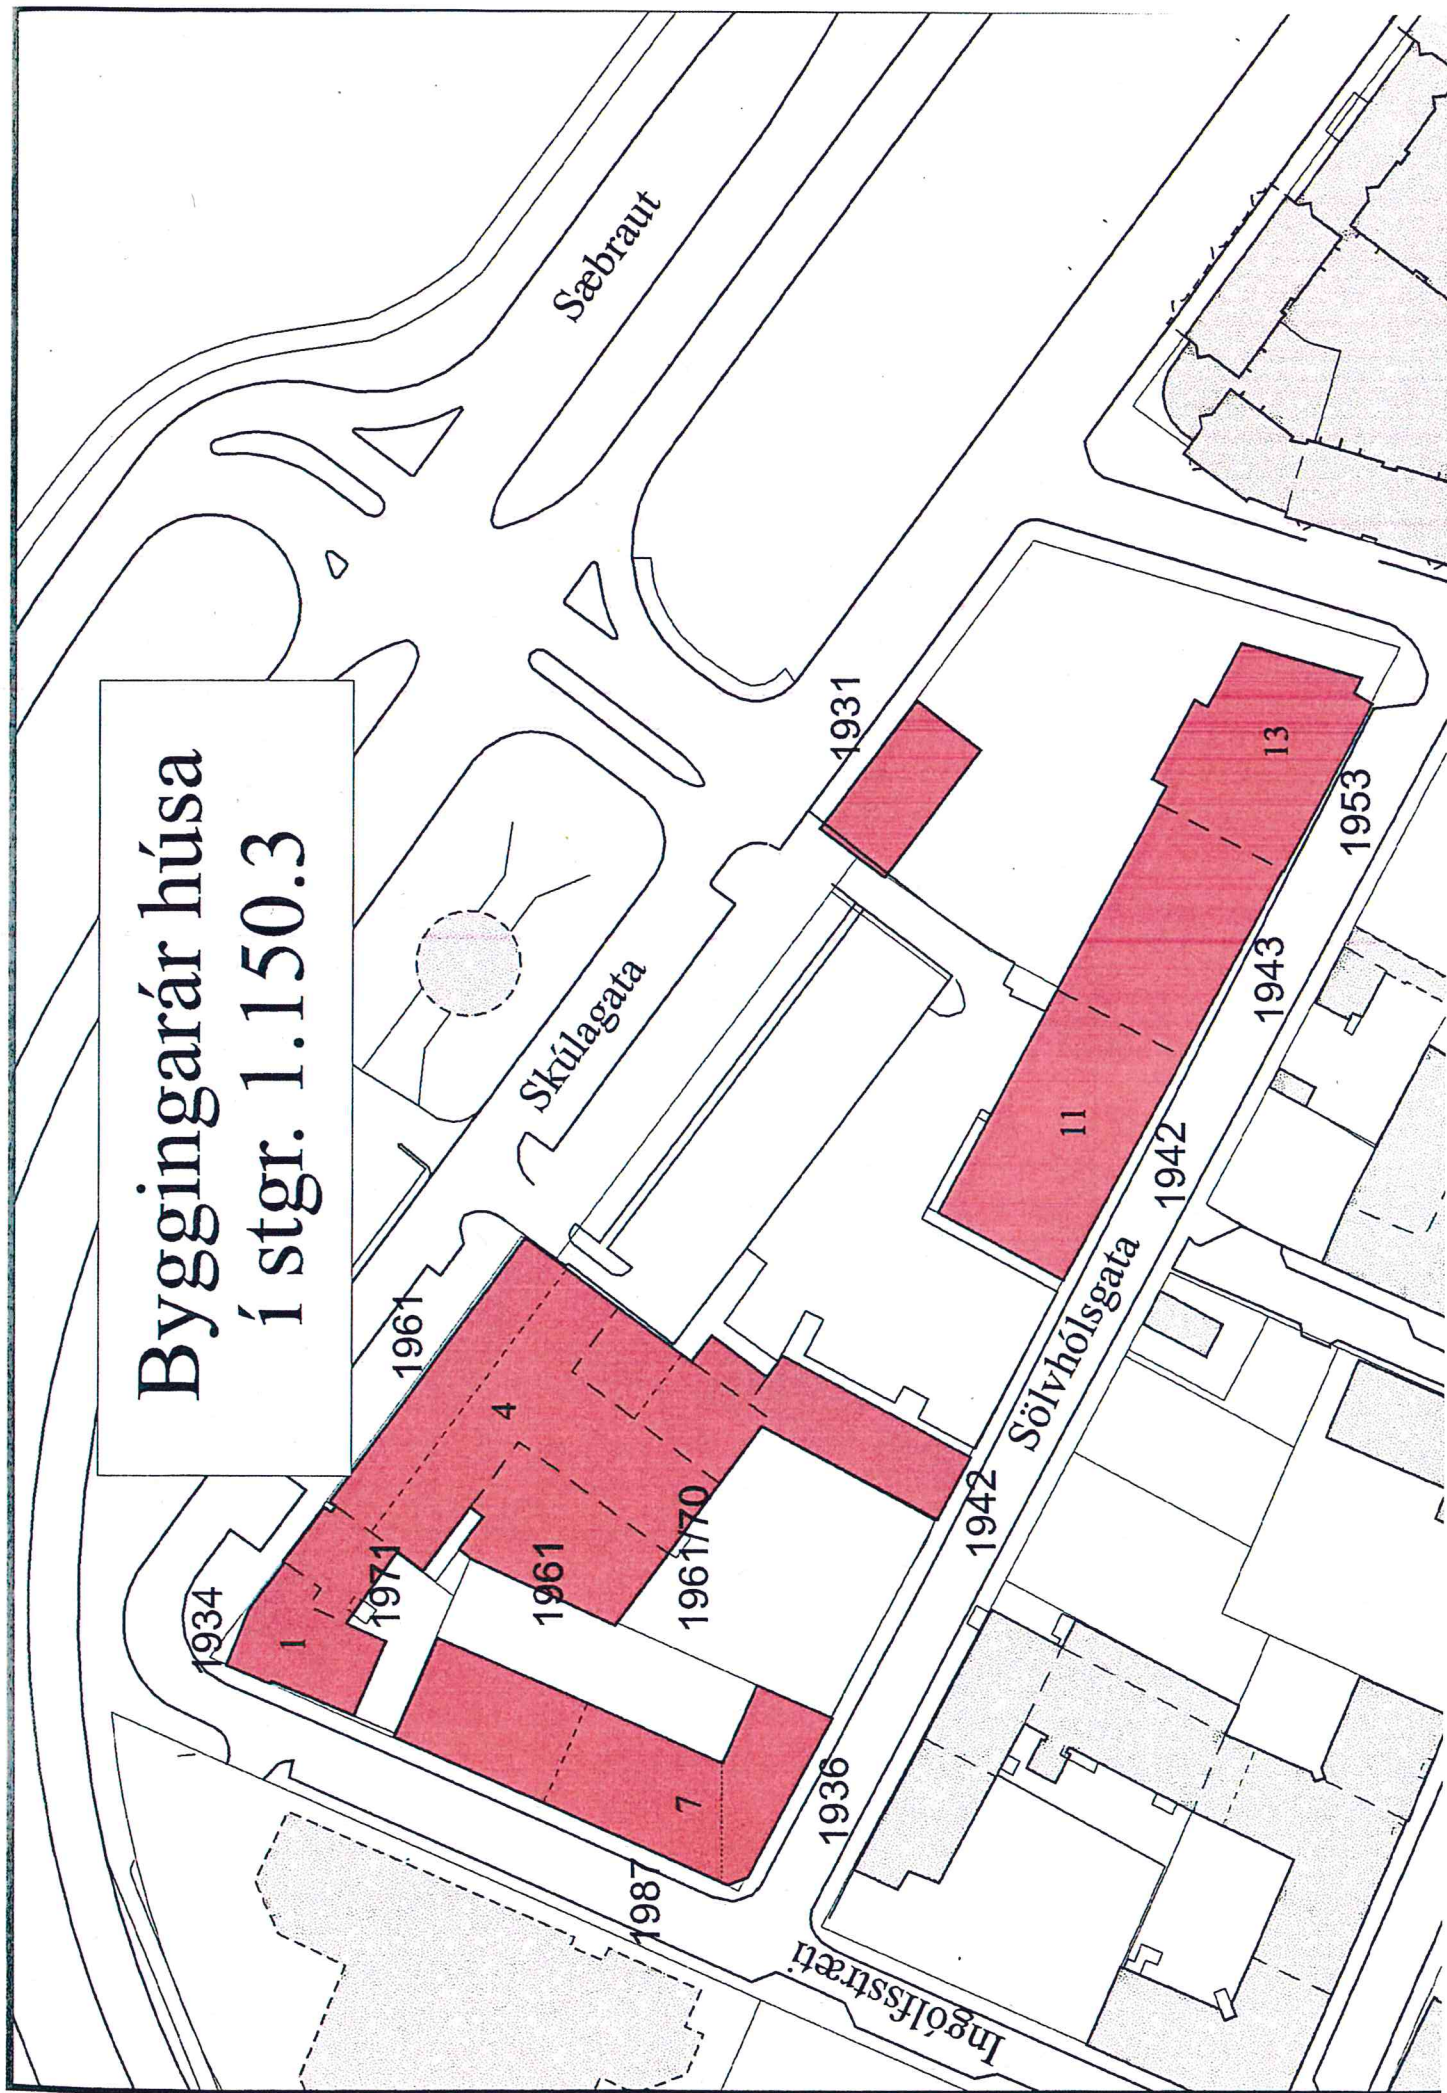 Byggingarár húsa
í stgr. 1.150.3
Sæbraut
Skúlagata
Sölvhólsgata
Ingólfsstræti
1934
1
1971
1961
4
1961
1961/70
1987
7
1936
1942
1931
11
1942
1943
13
1953